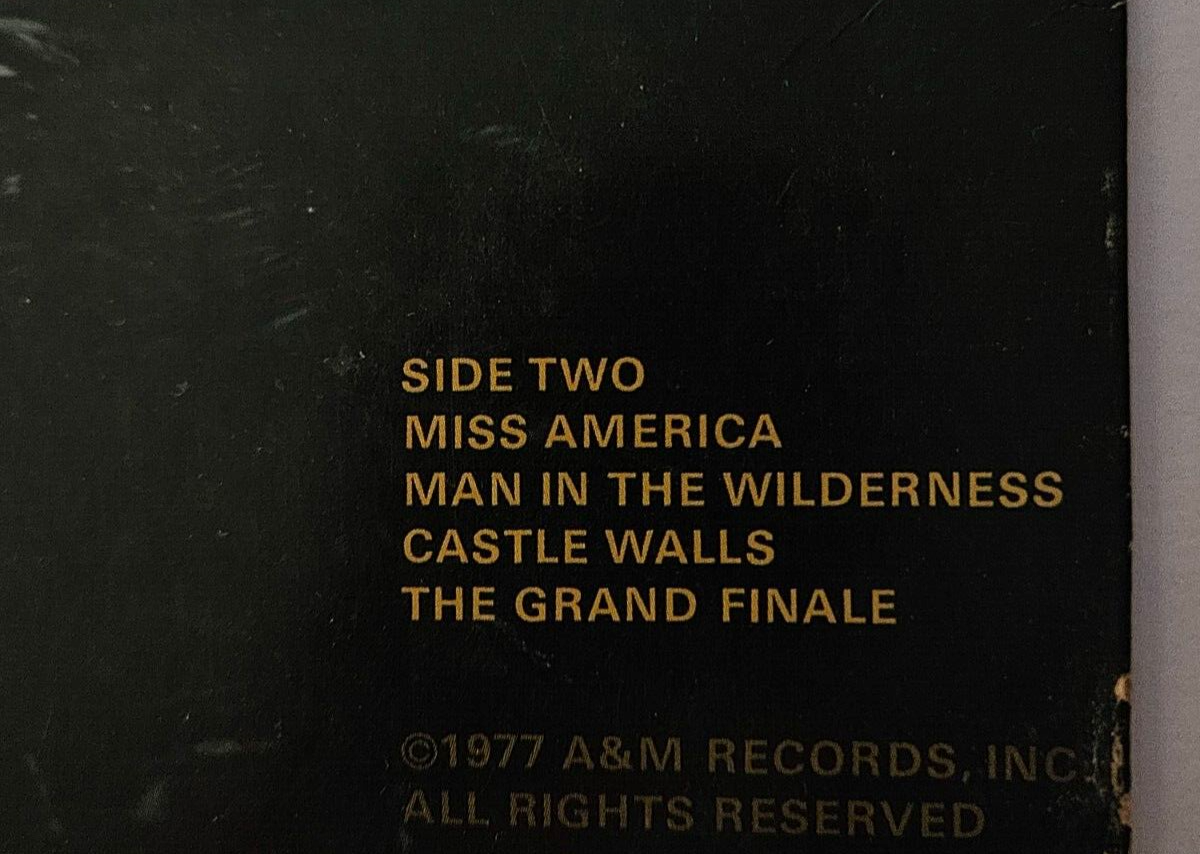 SIDE TWO
MISS AMERICA
MAN IN THE WILDERNESS
CASTLE WALLS
THE GRAND FINALE
©1977 A&M RECORDS, INC.
ALL RIGHTS RESERVED